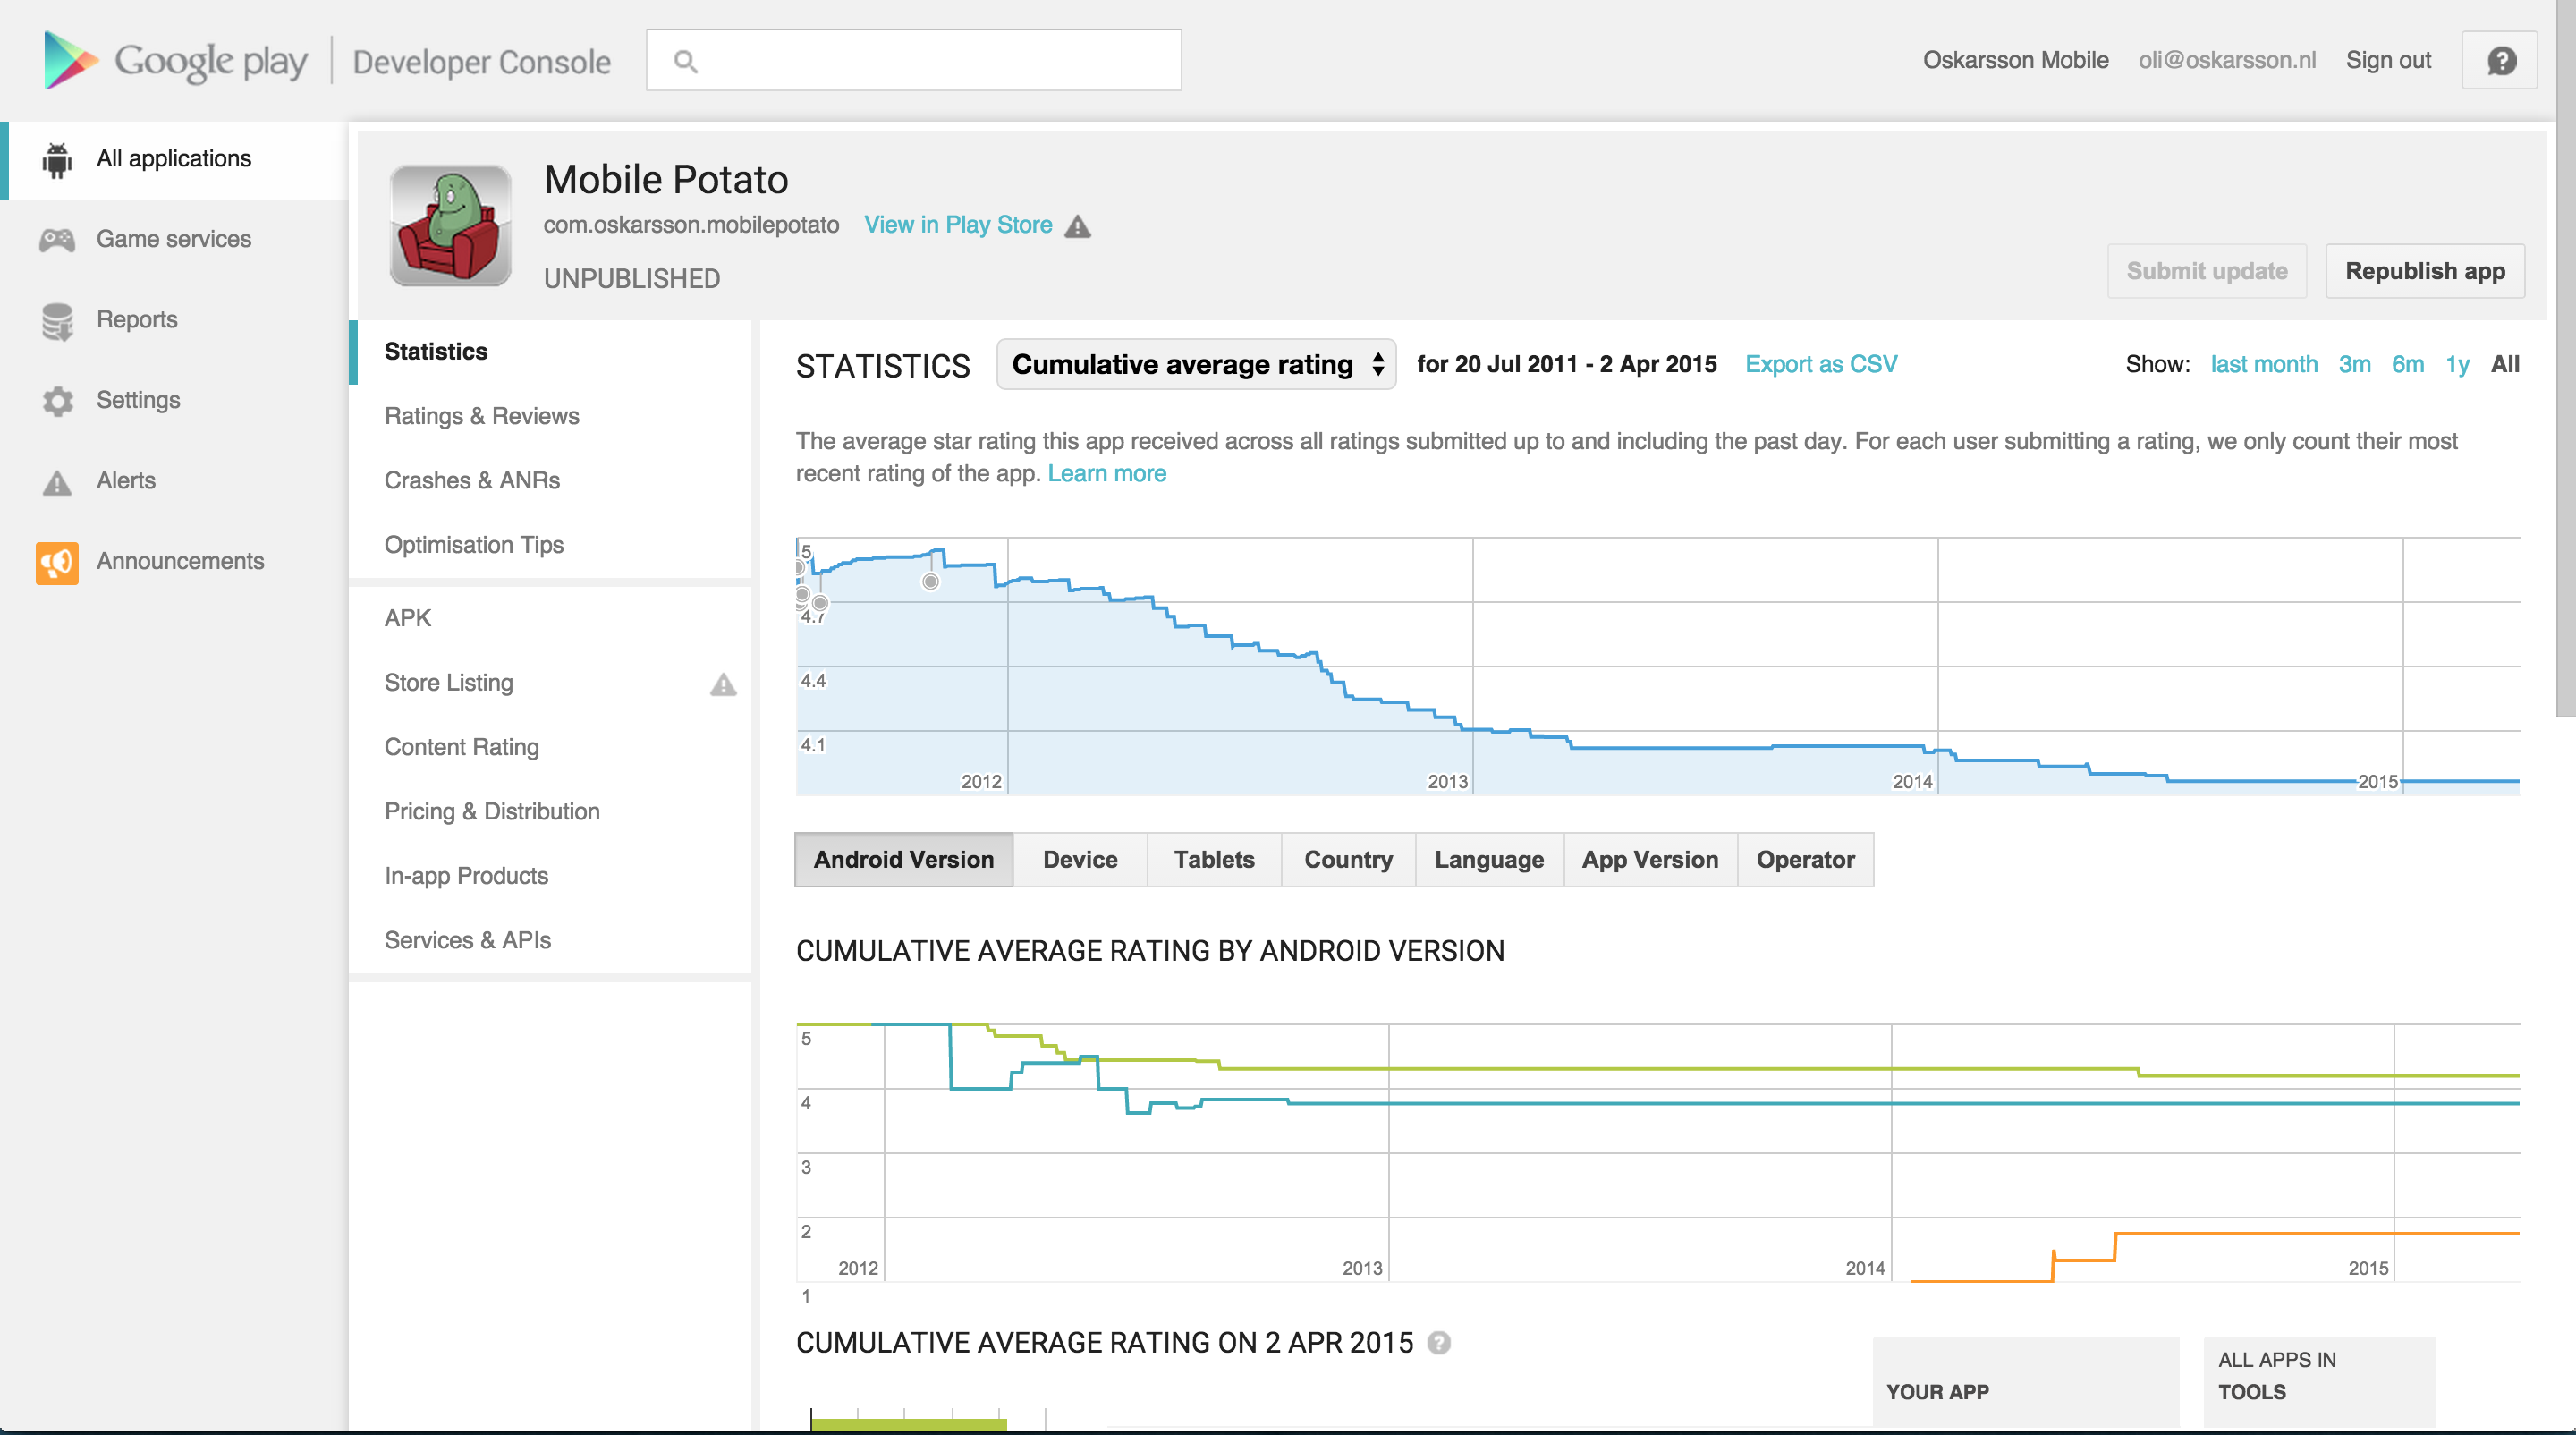 Google play | Developer Console
Oskarsson Mobile oli@oskarsson.nl Sign out
All applications
Game services
Reports
Settings
Alerts
Announcements
Mobile Potato
com.oskarsson.mobilepotato View in Play Store
UNPUBLISHED
Submit update Republish app
Statistics
Ratings & Reviews
Crashes & ANRs
Optimisation Tips
APK
Store Listing
Content Rating
Pricing & Distribution
In-app Products
Services & APIs
STATISTICS Cumulative average rating for 20 Jul 2011 - 2 Apr 2015 Export as CSV Show: last month 3m 6m 1y All
The average star rating this app received across all ratings submitted up to and including the past day. For each user submitting a rating, we only count their most
recent rating of the app. Learn more
5
4.7
4.4
4.1
2012 2013 2014 2015
Android Version Device Tablets Country Language App Version Operator
CUMULATIVE AVERAGE RATING BY ANDROID VERSION
5
4
3
2
2012 2013 2014 2015
1
CUMULATIVE AVERAGE RATING ON 2 APR 2015 ?
YOUR APP
ALL APPS IN
TOOLS